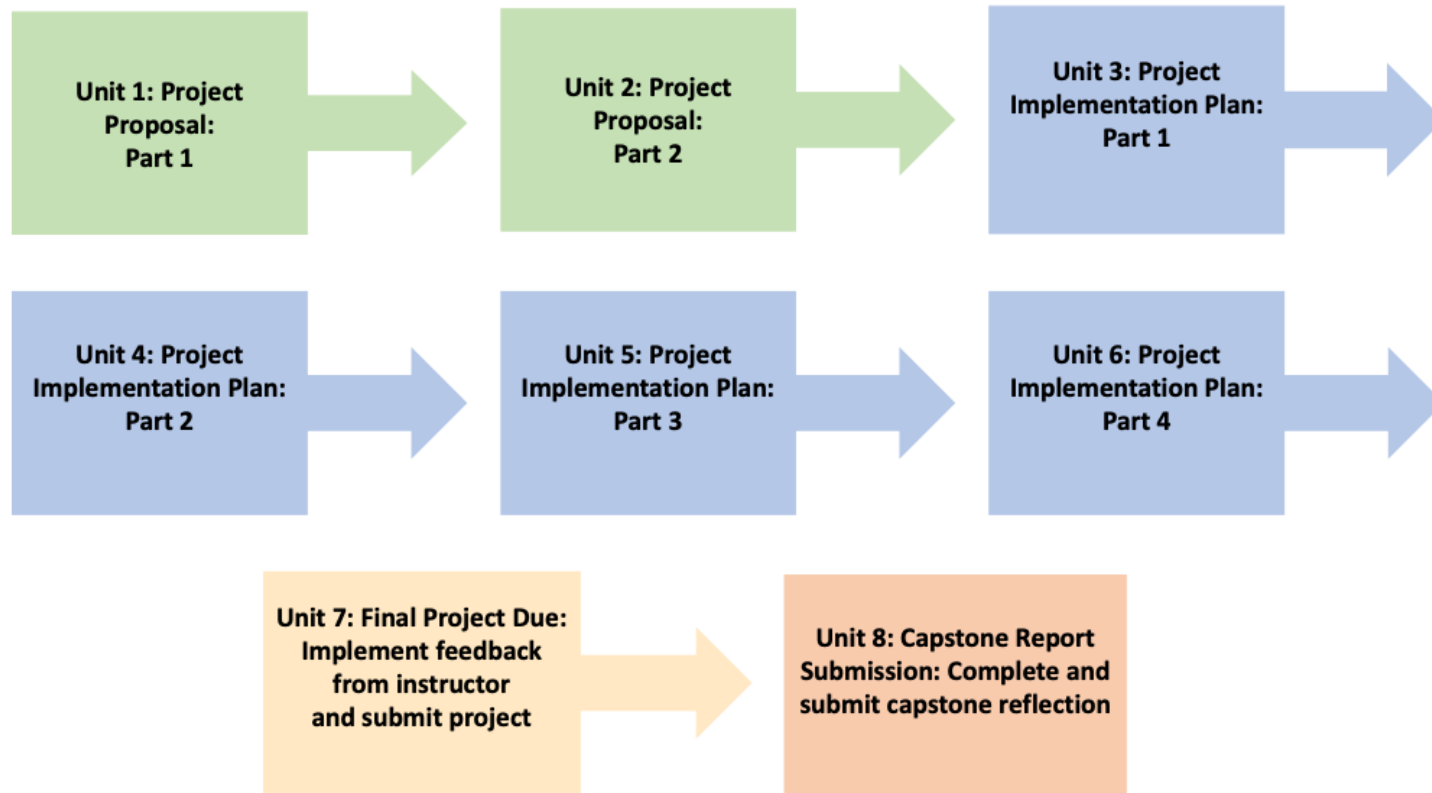 Unit 1: Project
Proposal:
Part 1
Unit 2: Project
Proposal:
Part 2
Unit 3: Project
Implementation Plan:
Part 1
Unit 4: Project
Implementation Plan:
Part 2
Unit 5: Project
Implementation Plan:
Part 3
Unit 6: Project
Implementation Plan:
Part 4
Unit 7: Final Project Due:
Implement feedback
from instructor
and submit project
Unit 8: Capstone Report
Submission: Complete and
submit capstone reflection